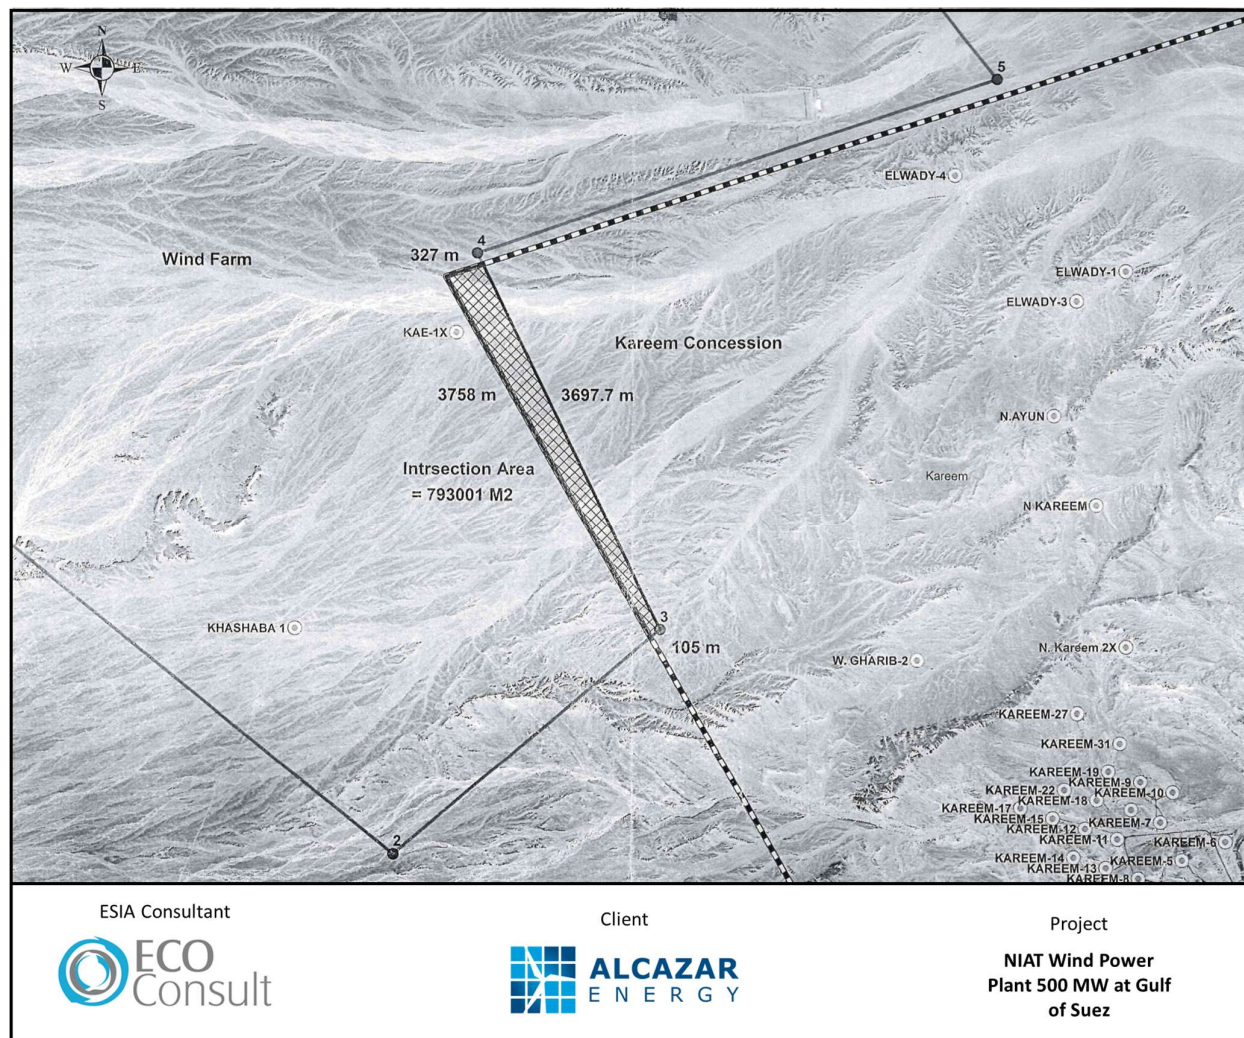 N
W E
S
5
ELWADY-4
4
327 m
Wind Farm
ELWADY-1
ELWADY-3
KAE-1X
Kareem Concession
3758 m
3697.7 m
N.AYUN
Intrsection Area
= 793001 M2
Kareem
N KAREEM
3
KHASHABA 1
105 m
N. Kareem 2X
W. GHARIB-2
KAREEM-27
KAREEM-31
KAREEM-19
KAREEM-9
KAREEM-22
KAREEM-10
KAREEM-18
KAREEM-17
KAREEM-15
KAREEM-7
KAREEM-12
KAREEM-11
KAREEM-6
2
KAREEM-14
KAREEM-5
KAREEM-13
KAREEM-8
ESIA Consultant
ECO
Consult
Client
ALCAZAR
ENERGY
Project
NIAT Wind Power
Plant 500 MW at Gulf
of Suez